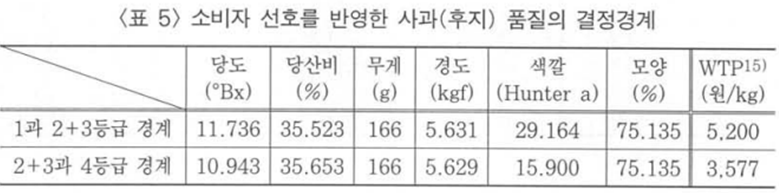 <표 5> 소비자 선호를 반영한 사과(후지) 품질의 결정경계
당도 (°Bx) 당산비 (%) 무게 (g) 경도 (kgf) 색깔 (Hunter a) 모양 (%) WTP15) (원/kg)
1과 2+3등급 경계 11.736 35.523 166 5.631 29.164 75.135 5,200
2+3과 4등급 경계 10.943 35.653 166 5.629 15.900 75.135 3,577